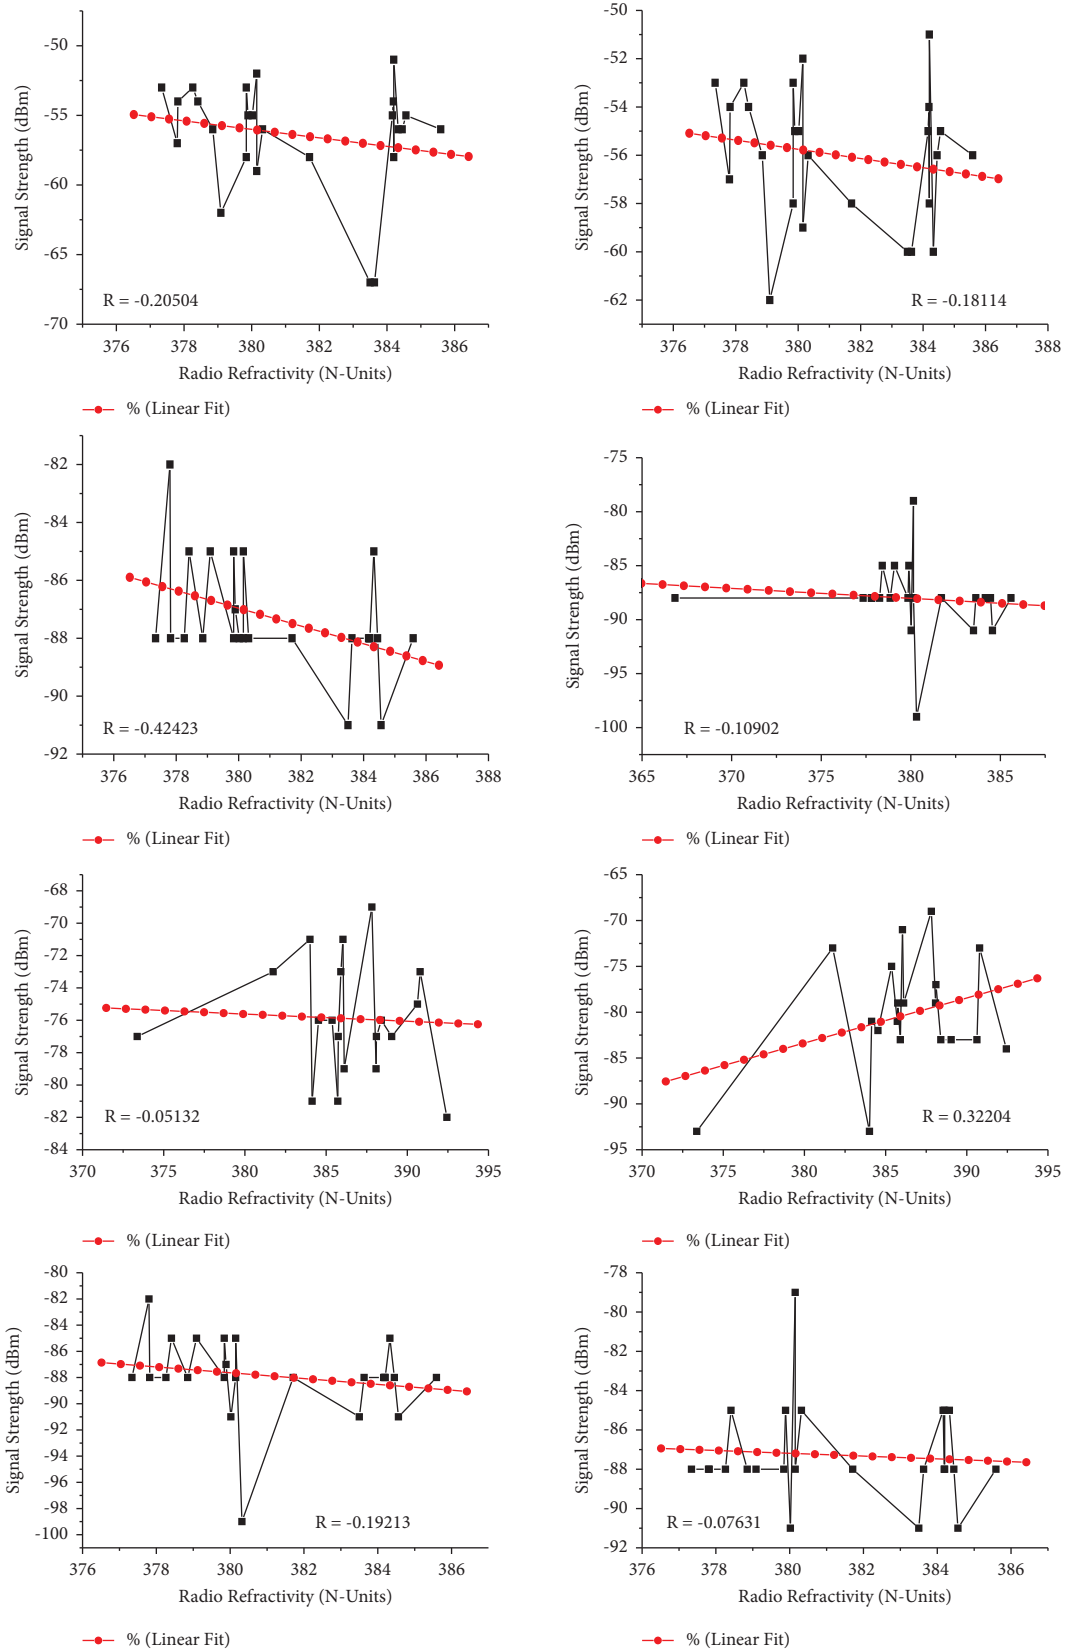 -50
-55
-60
-65
-70
Signal Strength (dBm)
R = -0.20504
376 378 380 382 384 386
Radio Refractivity (N-Units)
% (Linear Fit)
-50
-52
-54
-56
-58
-60
-62
Signal Strength (dBm)
R = -0.18114
376 378 380 382 384 386 388
Radio Refractivity (N-Units)
% (Linear Fit)
-82
-84
-86
-88
-90
-92
Signal Strength (dBm)
R = -0.42423
376 378 380 382 384 386 388
Radio Refractivity (N-Units)
% (Linear Fit)
-75
-80
-85
-90
-95
-100
Signal Strength (dBm)
R = -0.10902
365 370 375 380 385
Radio Refractivity (N-Units)
% (Linear Fit)
-68
-70
-72
-74
-76
-78
-80
-82
-84
Signal Strength (dBm)
R = -0.05132
370 375 380 385 390 395
Radio Refractivity (N-Units)
% (Linear Fit)
-65
-70
-75
-80
-85
-90
-95
Signal Strength (dBm)
R = 0.32204
370 375 380 385 390 395
Radio Refractivity (N-Units)
% (Linear Fit)
-80
-82
-84
-86
-88
-90
-92
-94
-96
-98
-100
Signal Strength (dBm)
R = -0.19213
376 378 380 382 384 386
Radio Refractivity (N-Units)
% (Linear Fit)
-78
-80
-82
-84
-86
-88
-90
-92
Signal Strength (dBm)
R = -0.07631
376 378 380 382 384 386
Radio Refractivity (N-Units)
% (Linear Fit)